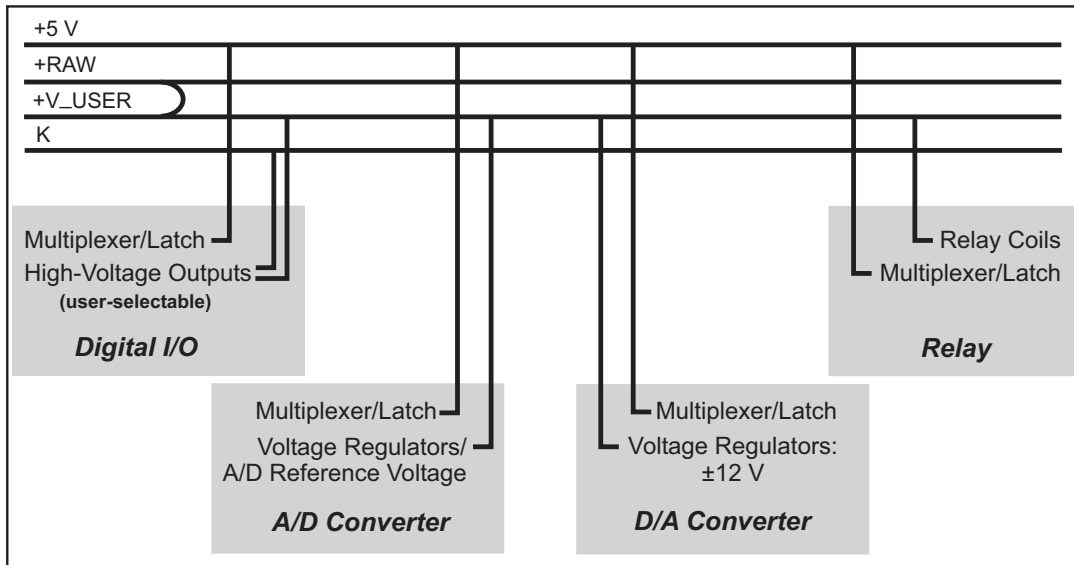 +5 V
+RAW
+V_USER
K
Multiplexer/Latch
High-Voltage Outputs
(user-selectable)
Digital I/O
Multiplexer/Latch
Voltage Regulators/
A/D Reference Voltage
A/D Converter
Multiplexer/Latch
Voltage Regulators:
±12 V
D/A Converter
Relay Coils
Multiplexer/Latch
Relay